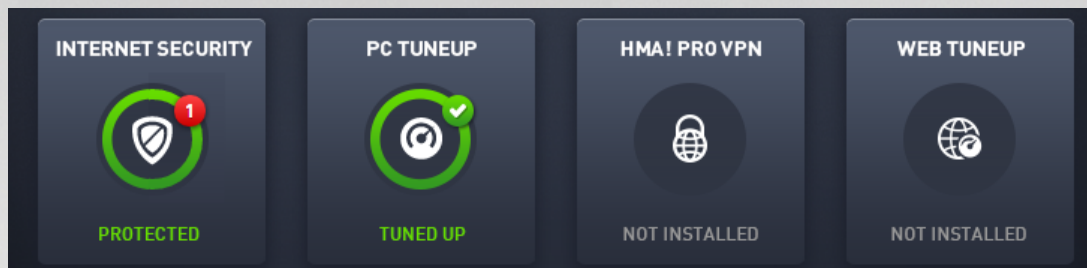 INTERNET SECURITY
1
PROTECTED
PC TUNEUP
TUNED UP
HMA! PRO VPN
NOT INSTALLED
WEB TUNEUP
NOT INSTALLED